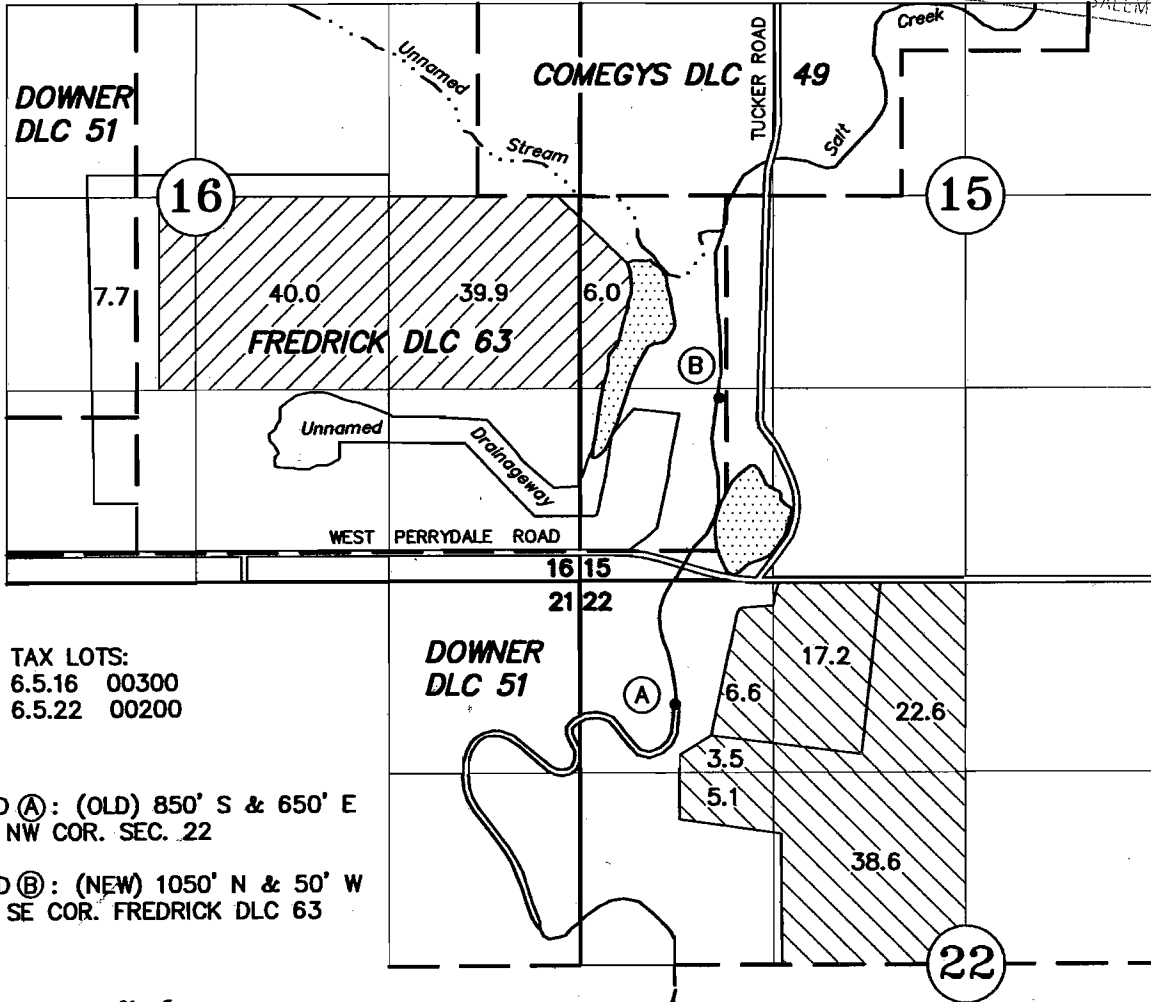 SALEM
Creek
Unnamed
COMEGYS DLC 49
TUCKER ROAD
DOWNER
DLC 51
Salt
Stream
16
15
7.7
40.0
39.9
6.0
FREDRICK DLC 63
B
Unnamed
Drainageway
WEST PERRYDALE ROAD
16 15
21 22
TAX LOTS:
6.5.16 00300
6.5.22 00200
DOWNER
DLC 51
A
17.2
6.6
22.6
3.5
5.1
38.6
D A: (OLD) 850' S & 650' E
NW COR. SEC. 22
D B: (NEW) 1050' N & 50' W
SE COR. FREDRICK DLC 63
22